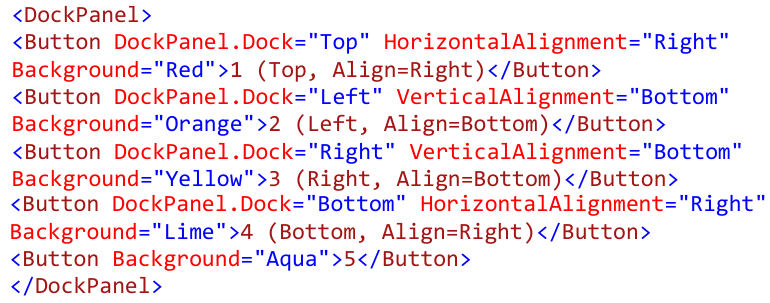 <DockPanel>
<Button DockPanel.Dock="Top" HorizontalAlignment="Right"
Background="Red">1 (Top, Align=Right)</Button>
<Button DockPanel.Dock="Left" VerticalAlignment="Bottom"
Background="Orange">2 (Left, Align=Bottom)</Button>
<Button DockPanel.Dock="Right" VerticalAlignment="Bottom"
Background="Yellow">3 (Right, Align=Bottom)</Button>
<Button DockPanel.Dock="Bottom" HorizontalAlignment="Right"
Background="Lime">4 (Bottom, Align=Right)</Button>
<Button Background="Aqua">5</Button>
</DockPanel>